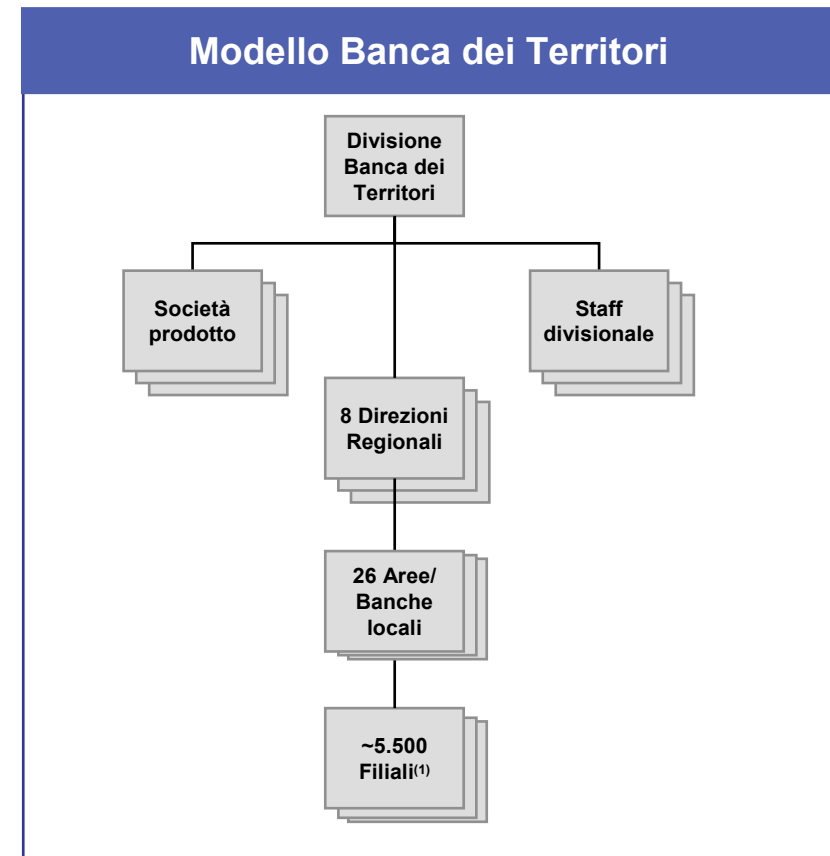 Modello Banca dei Territori
Divisione
Banca dei
Territori
Società
prodotto
Staff
divisionale
8 Direzioni
Regionali
26 Aree/
Banche
locali
~5.500
Filiali(1)